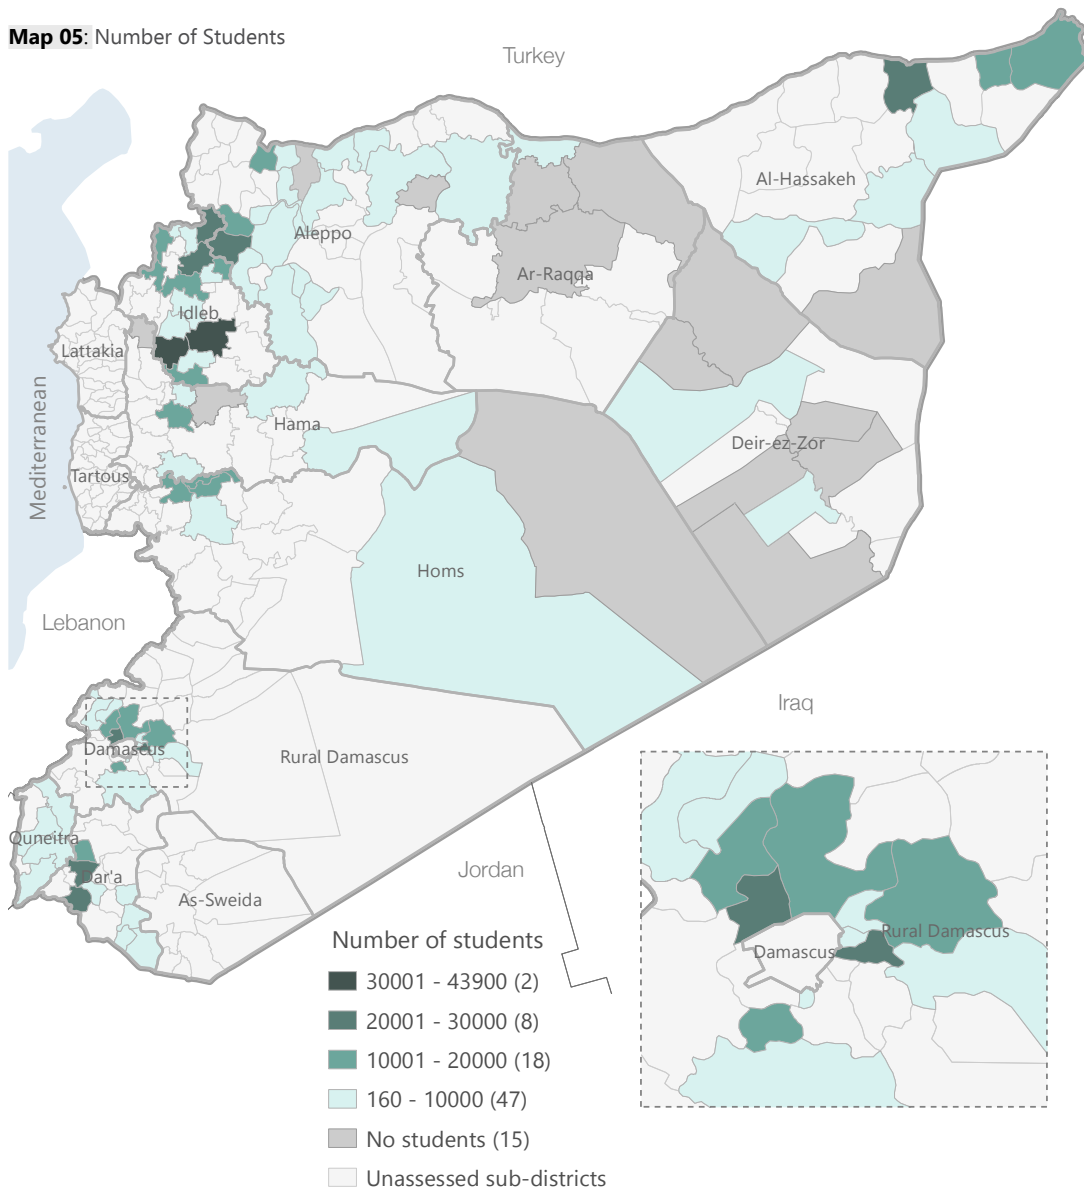 Map 05: Number of Students
Turkey
Al-Hassakeh
Aleppo
Ar-Raqqa
Idleb
Lattakia
Mediterranean
Hama
Deir-ez-Zor
Tartous
Homs
Lebanon
Iraq
Damascus
Rural Damascus
Quneitra
Dar'a
Jordan
As-Sweida
Rural Damascus
Damascus
Number of students
30001 - 43900 (2)
20001 - 30000 (8)
10001 - 20000 (18)
160 - 10000 (47)
No students (15)
Unassessed sub-districts